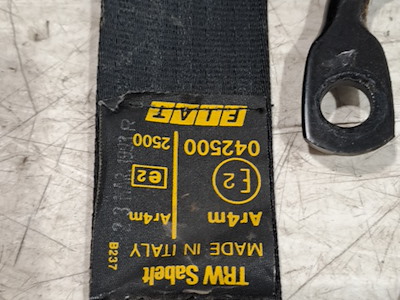 TRW Sabelt
MADE IN ITALY
B237
Ar4m Ar4m
E2 e2
042500 2500